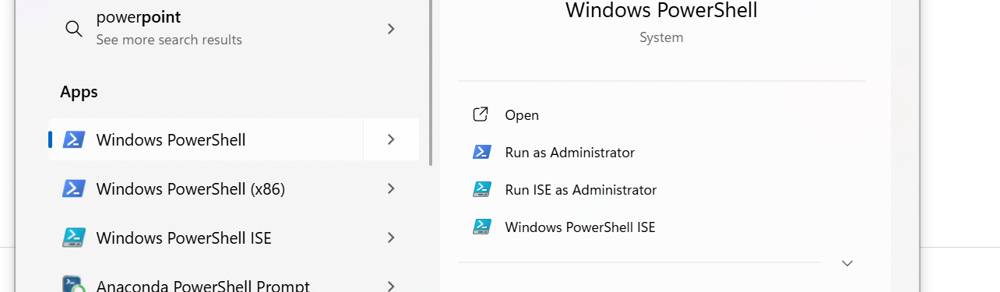 powerpoint
See more search results
Apps
Windows PowerShell
Windows PowerShell (x86)
Windows PowerShell ISE
Anaconda PowerShell Prompt
Windows PowerShell
System
Open
Run as Administrator
Run ISE as Administrator
Windows PowerShell ISE